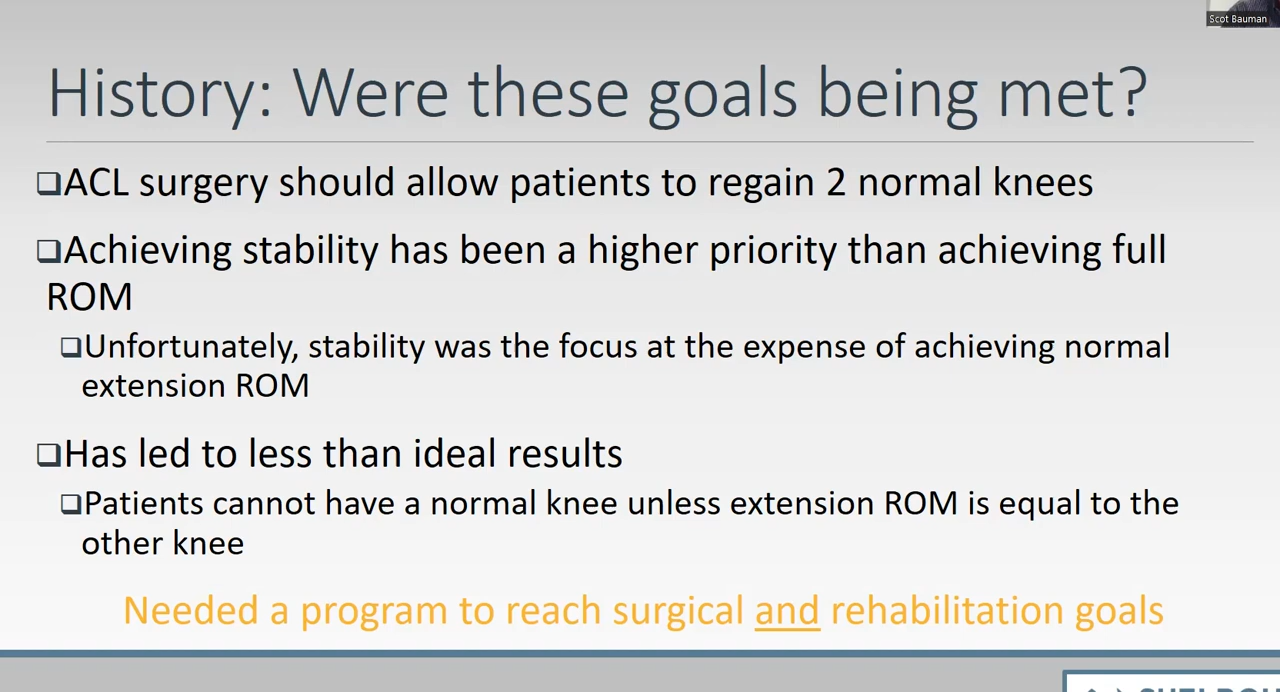 Scot Bauman
History: Were these goals being met?
❑ACL surgery should allow patients to regain 2 normal knees
❑Achieving stability has been a higher priority than achieving full
ROM
❑Unfortunately, stability was the focus at the expense of achieving normal
extension ROM
❑Has led to less than ideal results
❑Patients cannot have a normal knee unless extension ROM is equal to the
other knee
Needed a program to reach surgical and rehabilitation goals